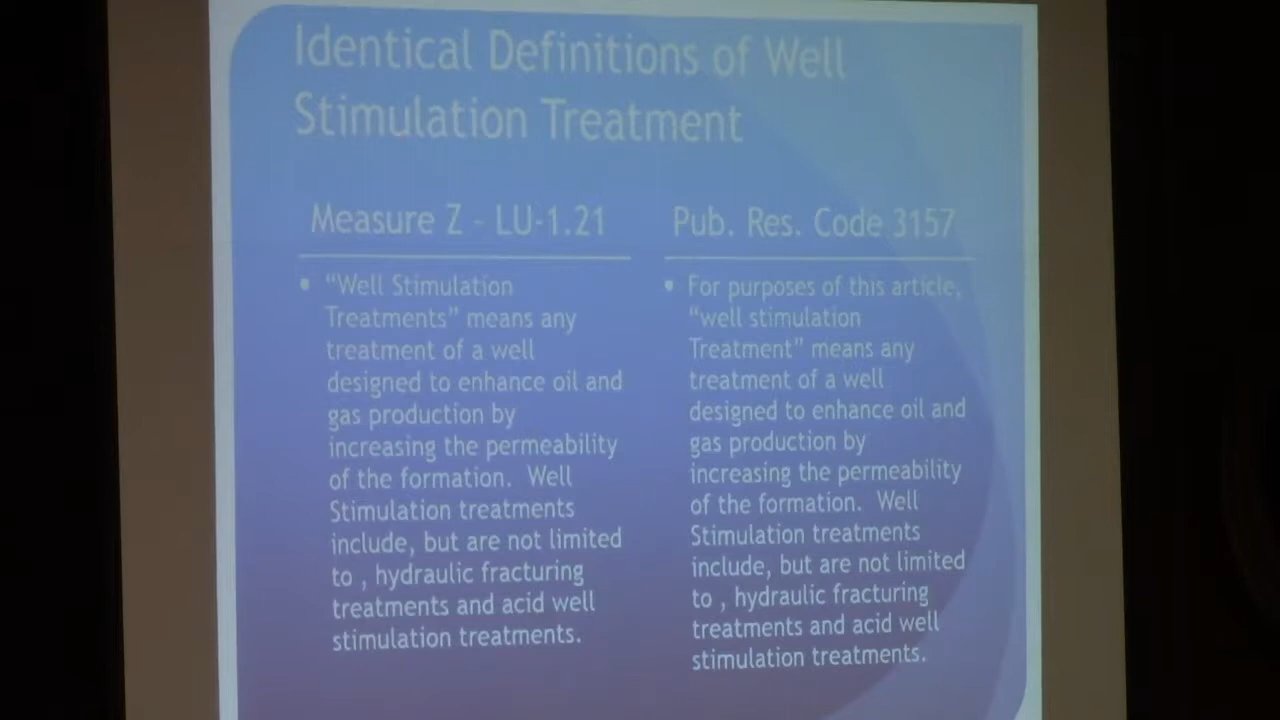 Identical Definitions of Well
Stimulation Treatment
Measure Z - LU-1.21
• “Well Stimulation
Treatments” means any
treatment of a well
designed to enhance oil and
gas production by
increasing the permeability
of the formation.  Well
Stimulation treatments
include, but are not limited
to , hydraulic fracturing
treatments and acid well
stimulation treatments.
Pub. Res. Code 3157
• For purposes of this article,
“well stimulation
Treatment” means any
treatment of a well
designed to enhance oil and
gas production by
increasing the permeability
of the formation.  Well
Stimulation treatments
include, but are not limited
to , hydraulic fracturing
treatments and acid well
stimulation treatments.